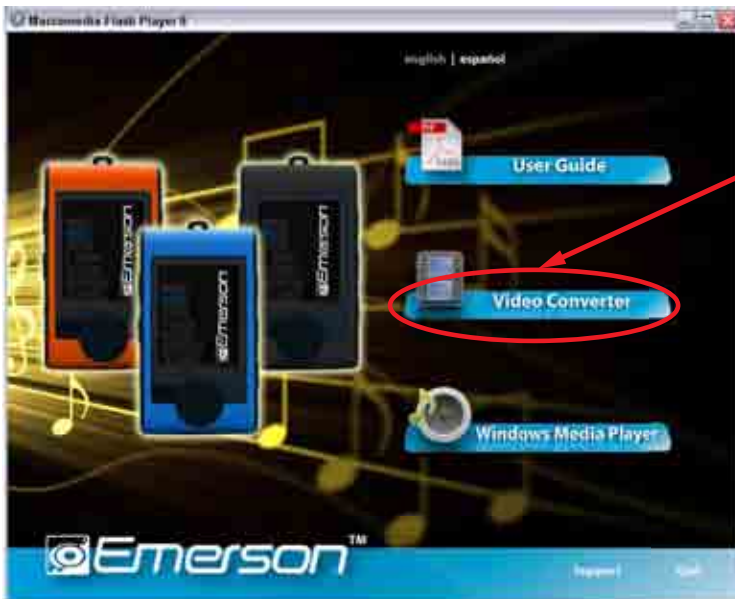 Macromedia Flash Player 8
english | español
User Guide
Video Converter
Windows Media Player
Emerson
Emerson
Emerson
Emerson™
Support Quit